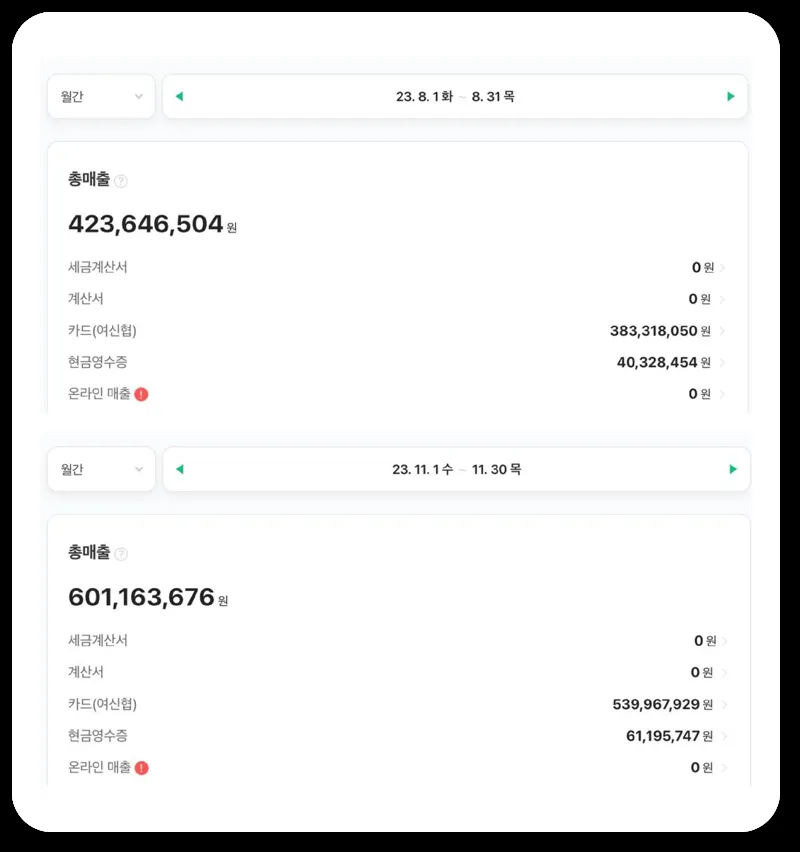 월간 23. 8. 1 화 ~ 8. 31 목
총매출 ?
423,646,504 원
세금계산서 0 원
계산서 0 원
카드(여신협) 383,318,050 원
현금영수증 40,328,454 원
온라인 매출 ! 0 원
월간 23. 11. 1 수 ~ 11. 30 목
총매출 ?
601,163,676 원
세금계산서 0 원
계산서 0 원
카드(여신협) 539,967,929 원
현금영수증 61,195,747 원
온라인 매출 ! 0 원